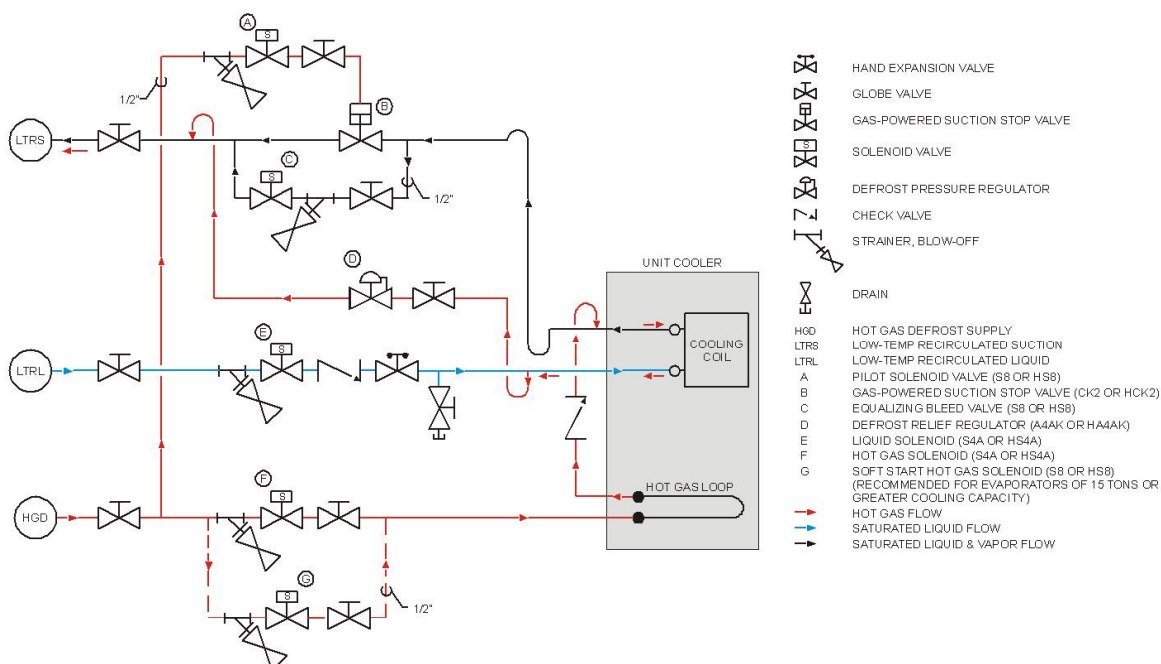 A
S
1/2"
B
LTRS
C
S
1/2"
UNIT COOLER
D
COOLING
COIL
E
S
LTRL
HOT GAS LOOP
F
S
HGD
G
S
1/2"
HAND EXPANSION VALVE
GLOBE VALVE
GAS-POWERED SUCTION STOP VALVE
S
SOLENOID VALVE
DEFROST PRESSURE REGULATOR
CHECK VALVE
STRAINER, BLOW-OFF
DRAIN
HGD HOT GAS DEFROST SUPPLY
LTRS LOW-TEMP RECIRCULATED SUCTION
LTRL LOW-TEMP RECIRCULATED LIQUID
A PILOT SOLENOID VALVE (S8 OR HS8)
B GAS-POWERED SUCTION STOP VALVE (CK2 OR HCK2)
C EQUALIZING BLEED VALVE (S8 OR HS8)
D DEFROST RELIEF REGULATOR (A4AK OR HA4AK)
E LIQUID SOLENOID (S4A OR HS4A)
F HOT GAS SOLENOID (S4A OR HS4A)
G SOFT START HOT GAS SOLENOID (S8 OR HS8)
(RECOMMENDED FOR EVAPORATORS OF 15 TONS OR
GREATER COOLING CAPACITY)
HOT GAS FLOW
SATURATED LIQUID FLOW
SATURATED LIQUID & VAPOR FLOW